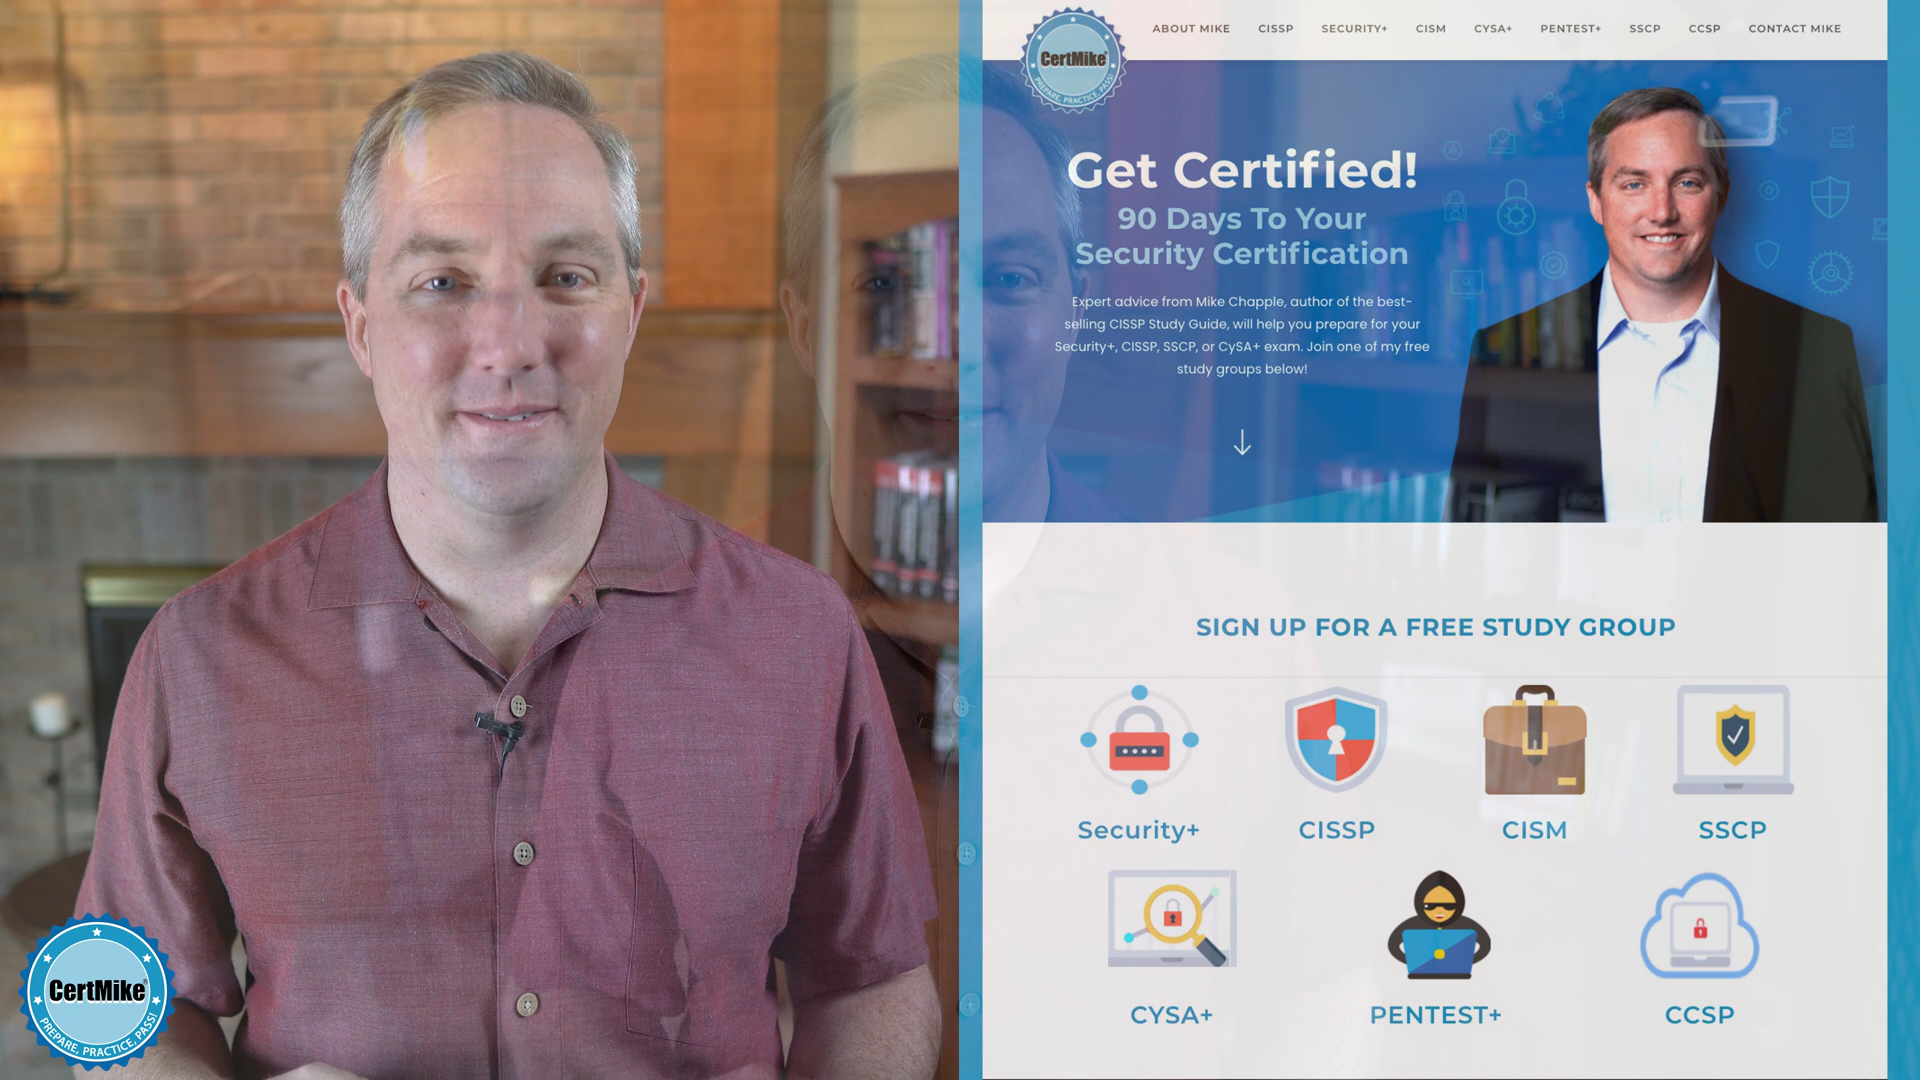 CertMike
PREPARE, PRACTICE, PASS!
ABOUT MIKE
CISSP
SECURITY+
CISM
CYSA+
PENTEST+
SSCP
CCSP
CONTACT MIKE
Get Certified!
90 Days To Your
Security Certification
Expert advice from Mike Chapple, author of the best-
selling CISSP Study Guide, will help you prepare for your
Security+, CISSP, SSCP, or CySA+ exam. Join one of my free
study groups below!
SIGN UP FOR A FREE STUDY GROUP
Security+
CISSP
CISM
SSCP
CYSA+
PENTEST+
CCSP
CertMike
PREPARE, PRACTICE, PASS!